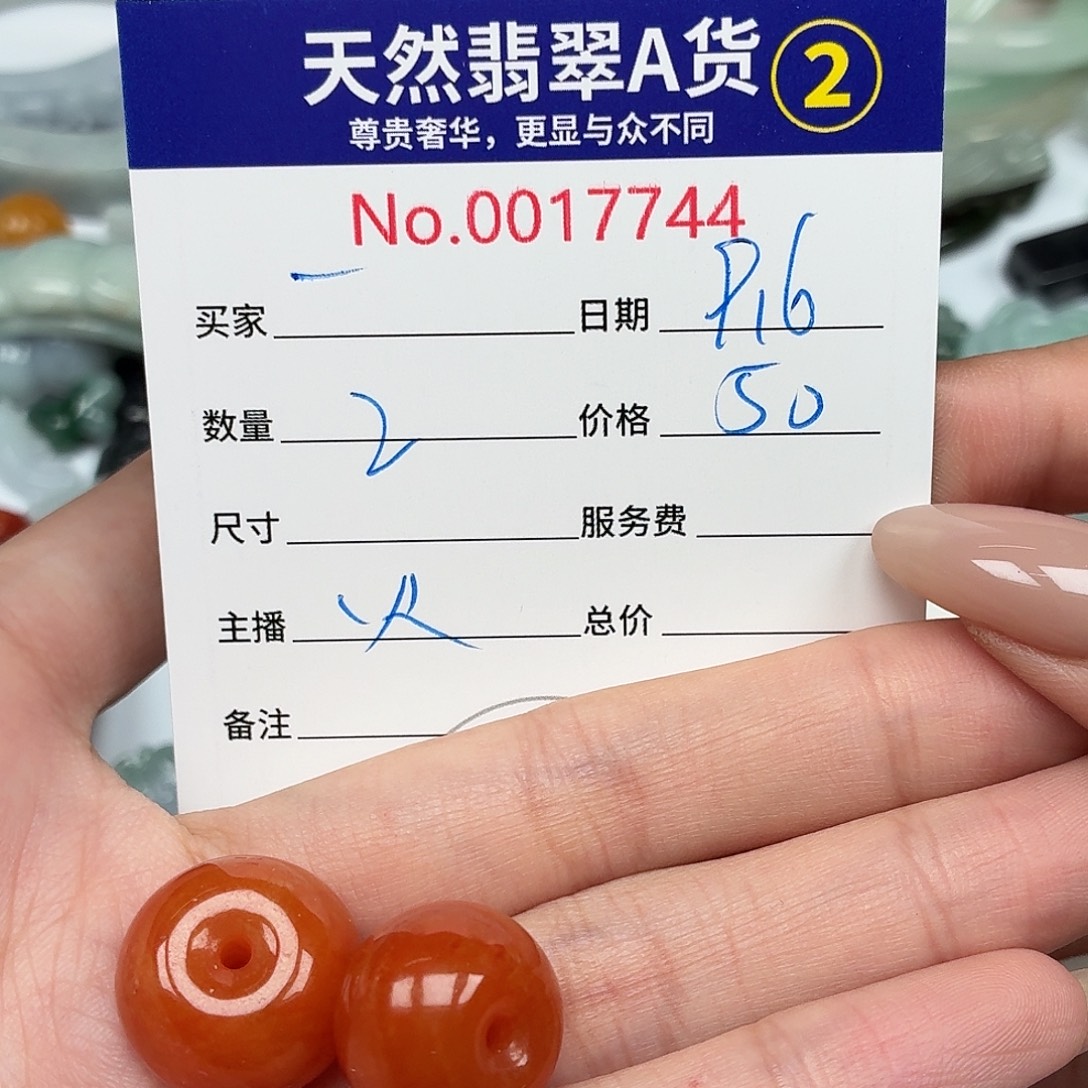 天然翡翠A货②
尊贵奢华，更显与众不同
No.0017744
买家 一 日期
数量 2 价格 50
尺寸 服务费
主播 火 总价
备注